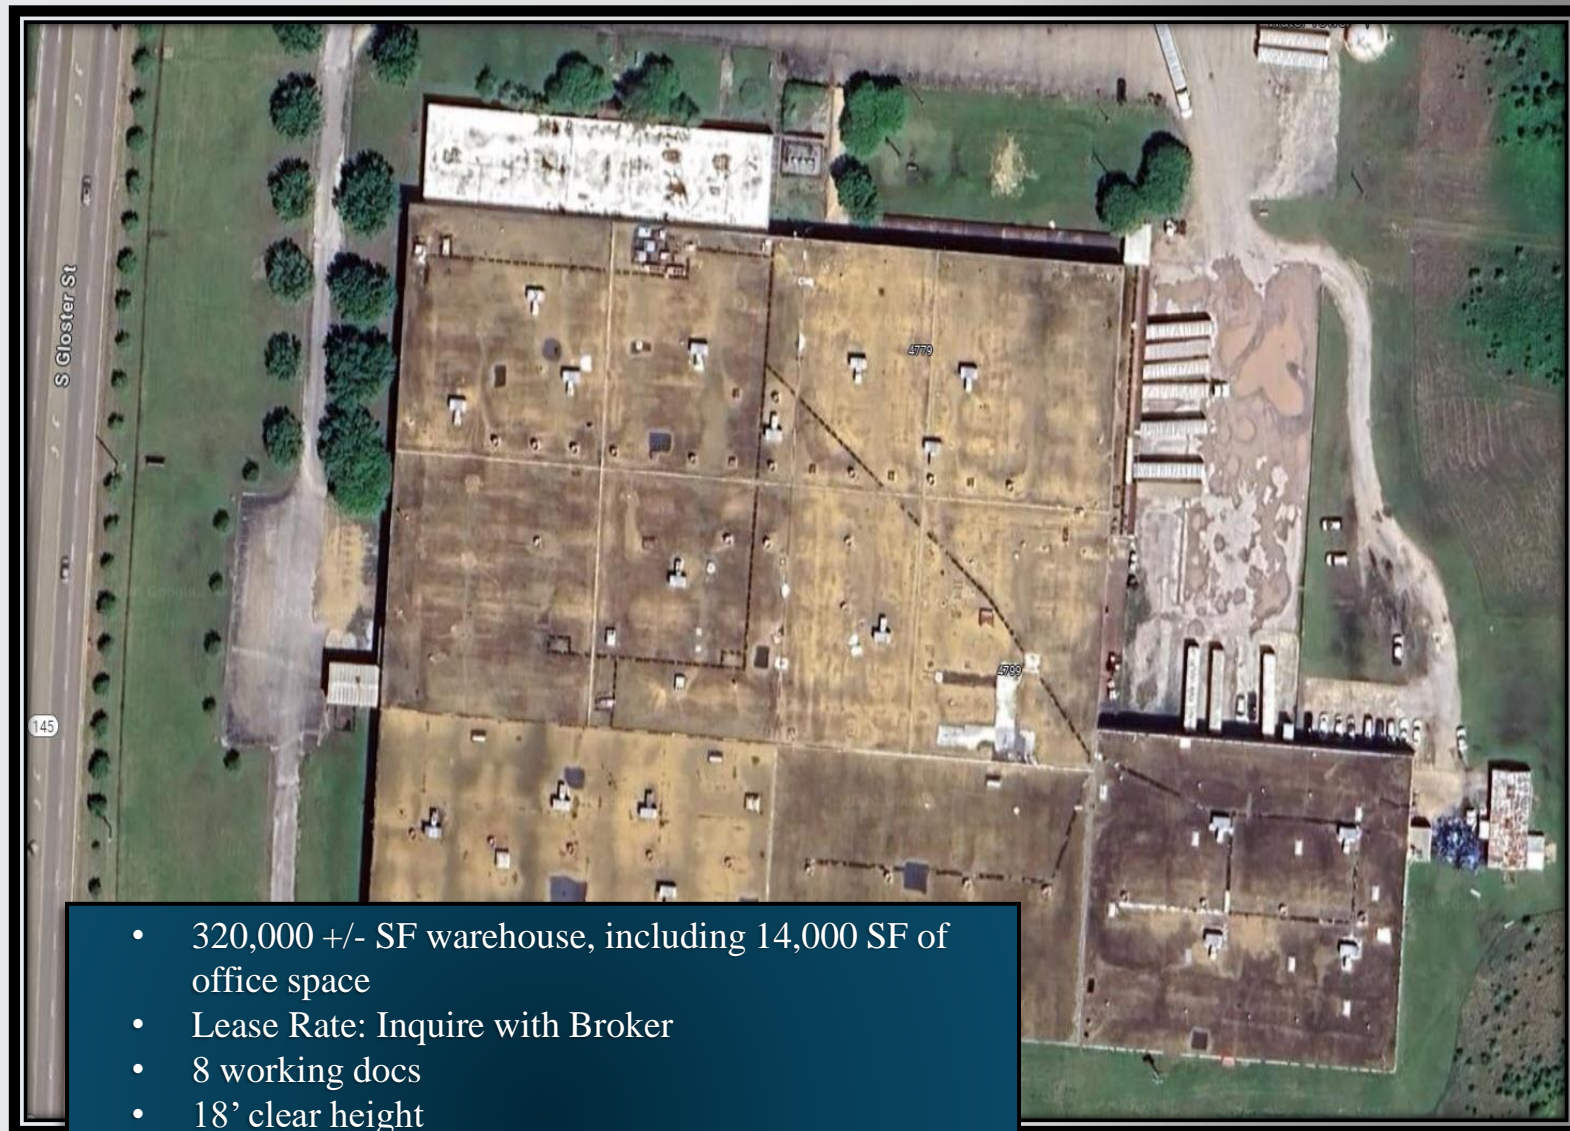 S Gloster St
4779
4799
145
• 320,000 +/- SF warehouse, including 14,000 SF of
office space
• Lease Rate: Inquire with Broker
• 8 working docs
• 18’ clear height